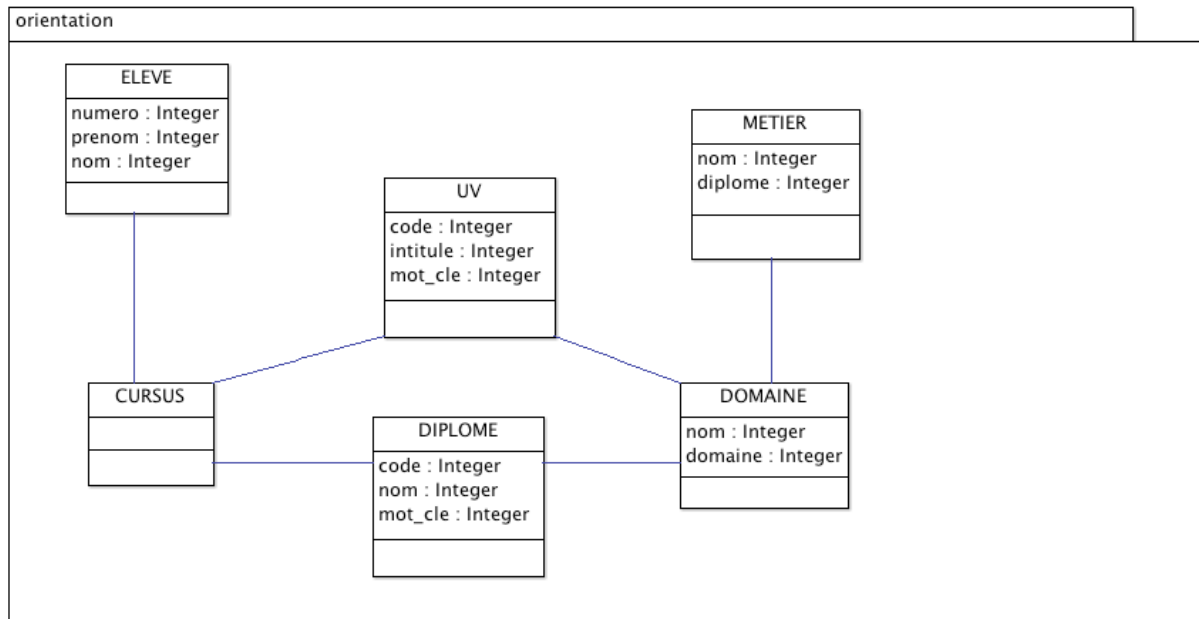 orientation
ELEVE
numero : Integer
prenom : Integer
nom : Integer
METIER
nom : Integer
diplome : Integer
UV
code : Integer
intitule : Integer
mot_cle : Integer
CURSUS
DIPLOME
code : Integer
nom : Integer
mot_cle : Integer
DOMAINE
nom : Integer
domaine : Integer